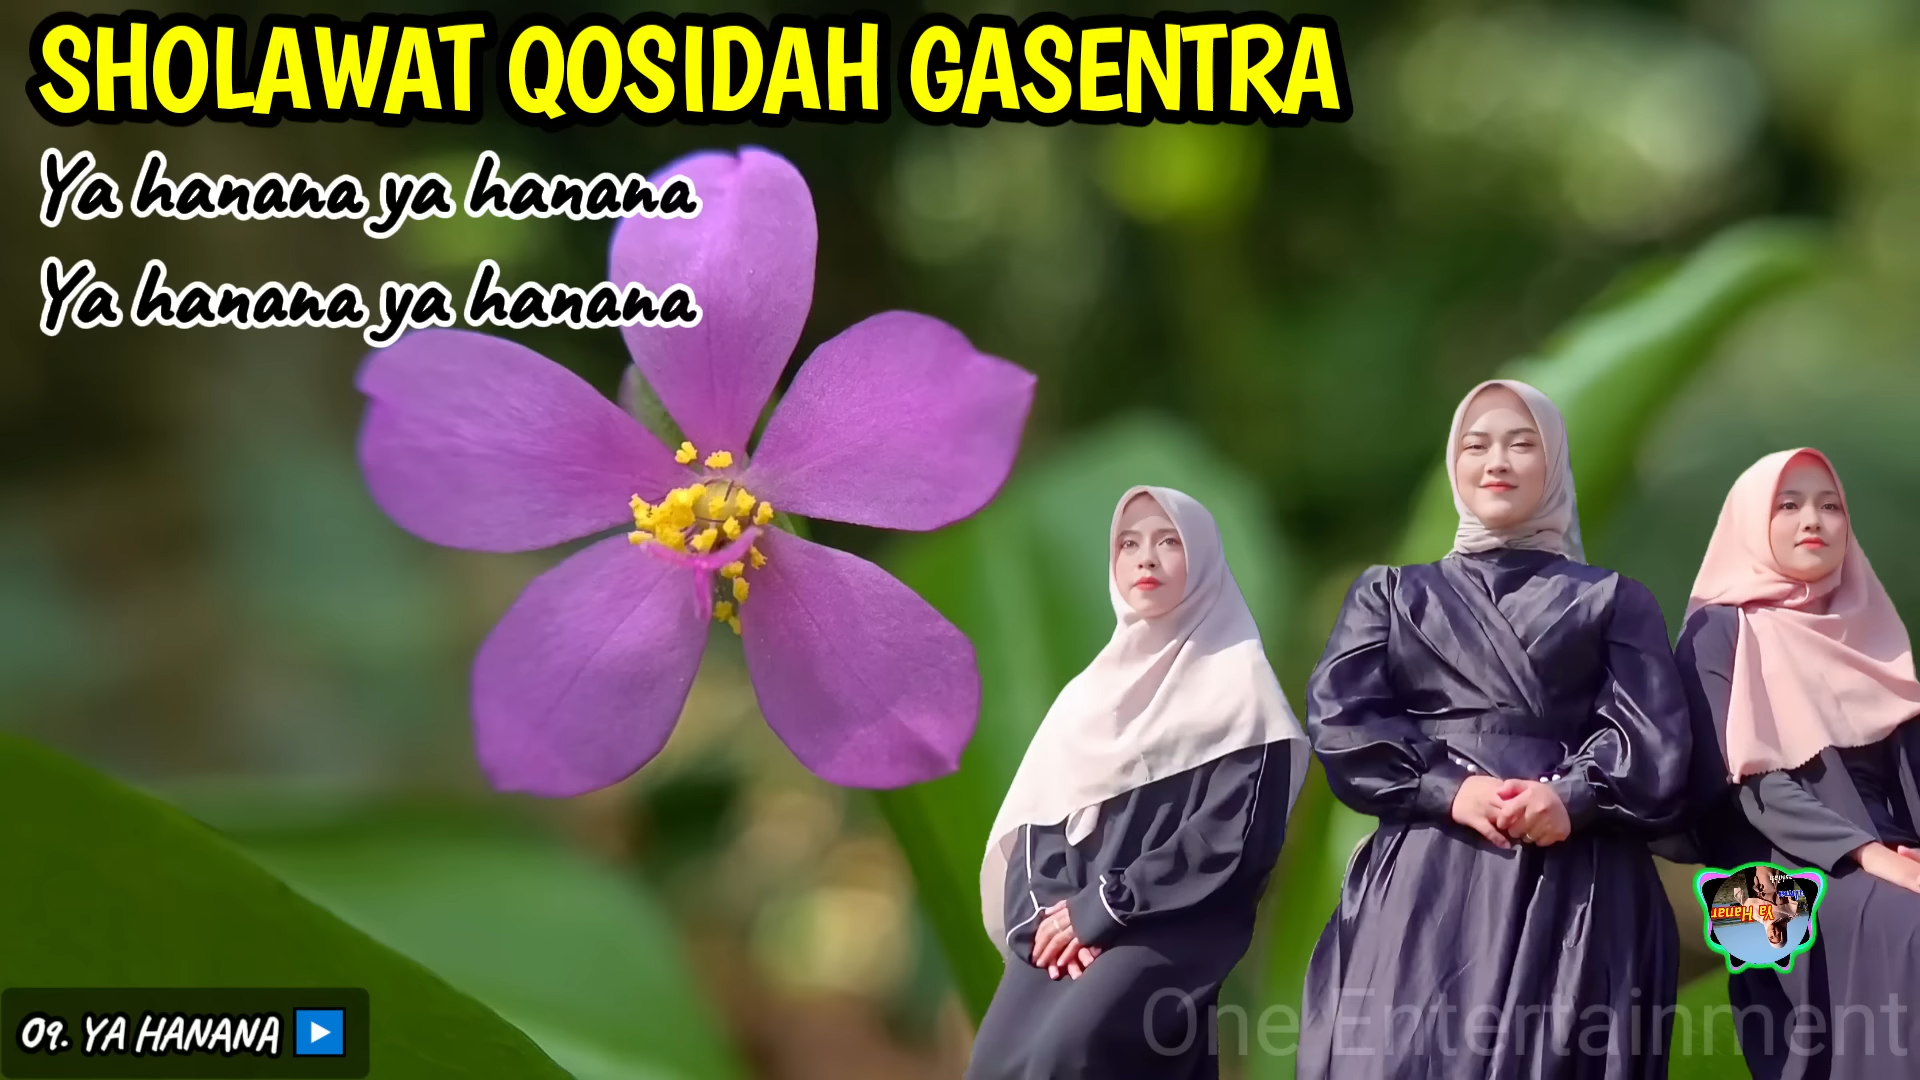 SHOLAWAT QOSIDAH GASENTRA
Ya hanana ya hanana
Ya hanana ya hanana
09. YA HANANA
One Entertainment